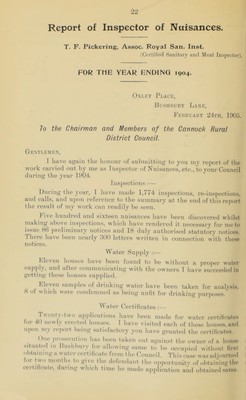 22
Report of Inspector of Nuisances.
T. F. Pickering, Assoc. Royal San. Inst.
(Certified Sanitary and Meat Inspector),
FOR THE YEAR ENDING 1904.
Oxley Place,
Bushbury Lane,
February 24th, 1905.
To the Chairman and Members of the Cannock Rural
District Council.
Gentlemen,
I have again the honour of submitting to you my report of the
work carried out by me as Inspector of Nuisances, etc., to your Council
during the year 1904.
Inspections :—
During the year, I have made 1,774 inspections, re-inspections,
and calls, and upon reference to the summary at the end of this report
the result of my work can readily be seen.
Five hundred and sixteen nuisances have been discovered whilst
making above inspections, which have rendered it necessary for me to
issue 86 preliminary notices and 18 duly authorised statutory notices.
There have been nearly 300 letters written in connection with these
notices.
Water Supply :—
Eleven houses have been found to be without a proper water
supply, and after communicating with the owners I have succeeded in
getting these houses supplied.
Eleven samples of drinking water have been taken for analysis,
8 of which were condemned as being unfit for drinking purposes.
Water Certificates :—
Twenty-two applications have been made for water certificates
for 40 newly erected houses. I have visited each of these houses, and
upon my report being satisfactory you have granted the certificates.
One prosecution has been taken out against the owner of a house
situated in Bushbury for allowing same to be occupied without first
obtaining a water certificate from the Council. This case was adjourned
for two months to give the defendant the opportunity of obtaining the
certificate, during which time he made application and obtained same.